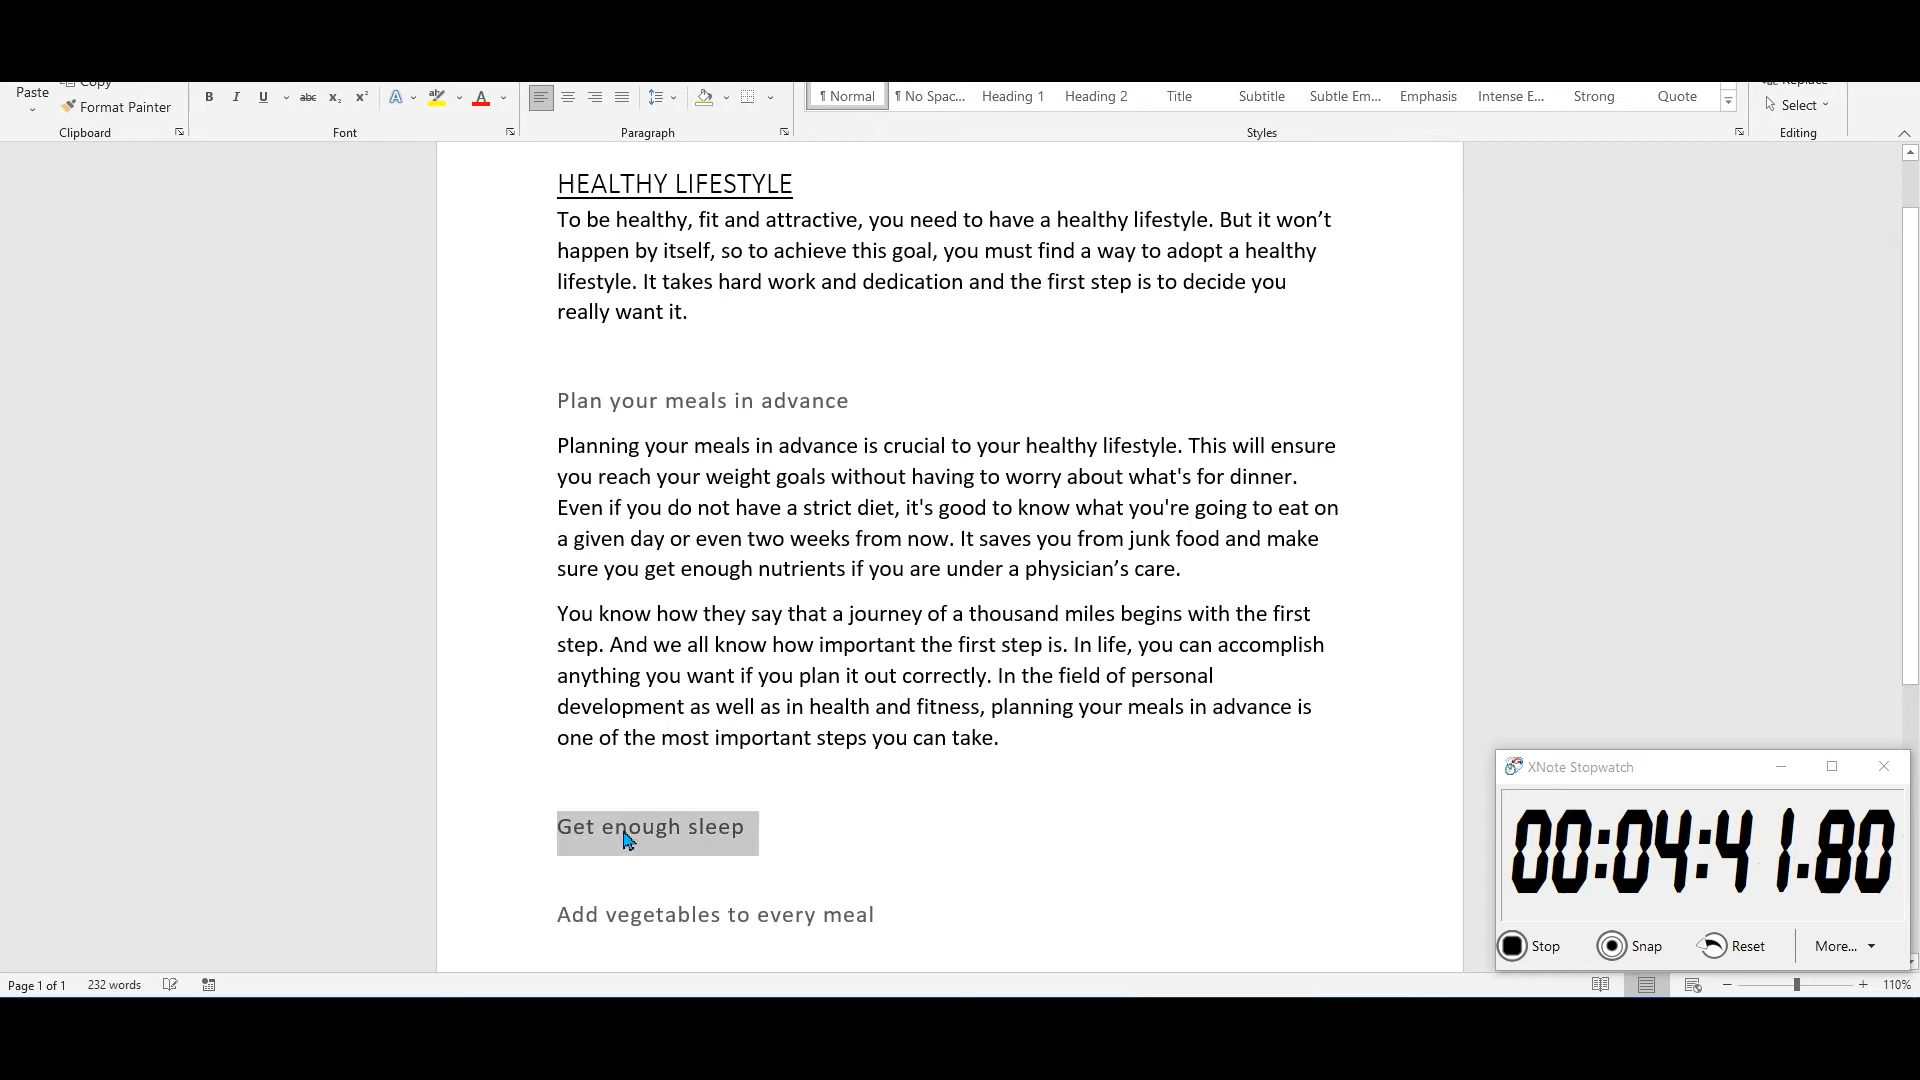 Copy
Replace
Paste
Format Painter
B I U abc x₂ x² A A
¶ Normal ¶ No Spac... Heading 1 Heading 2 Title Subtitle Subtle Em... Emphasis Intense E... Strong Quote
Select
Clipboard Font Paragraph Styles Editing
HEALTHY LIFESTYLE
To be healthy, fit and attractive, you need to have a healthy lifestyle. But it won’t
happen by itself, so to achieve this goal, you must find a way to adopt a healthy
lifestyle. It takes hard work and dedication and the first step is to decide you
really want it.
Plan your meals in advance
Planning your meals in advance is crucial to your healthy lifestyle. This will ensure
you reach your weight goals without having to worry about what's for dinner.
Even if you do not have a strict diet, it's good to know what you're going to eat on
a given day or even two weeks from now. It saves you from junk food and make
sure you get enough nutrients if you are under a physician’s care.
You know how they say that a journey of a thousand miles begins with the first
step. And we all know how important the first step is. In life, you can accomplish
anything you want if you plan it out correctly. In the field of personal
development as well as in health and fitness, planning your meals in advance is
one of the most important steps you can take.
Get enough sleep
Add vegetables to every meal
XNote Stopwatch
00:04:41.80
Stop Snap Reset More...
Page 1 of 1 232 words 110%